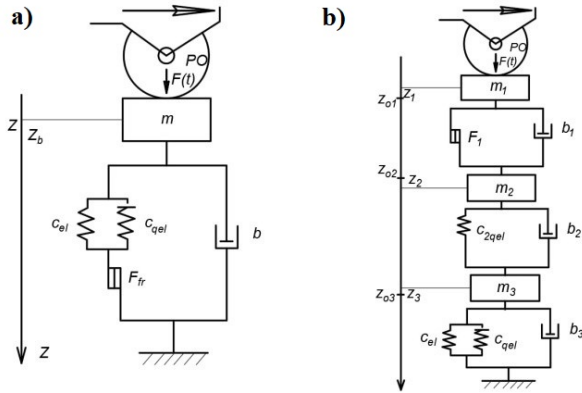 a)
PO
F(t)
m
z
z_b
c_el
c_qel
b
F_fr
z
b)
PO
F(t)
m_1
z_o1 z_1
F_1
b_1
z_o2
z_2
m_2
c_2qel
b_2
m_3
z_o3 z_3
c_el
c_qel
b_3